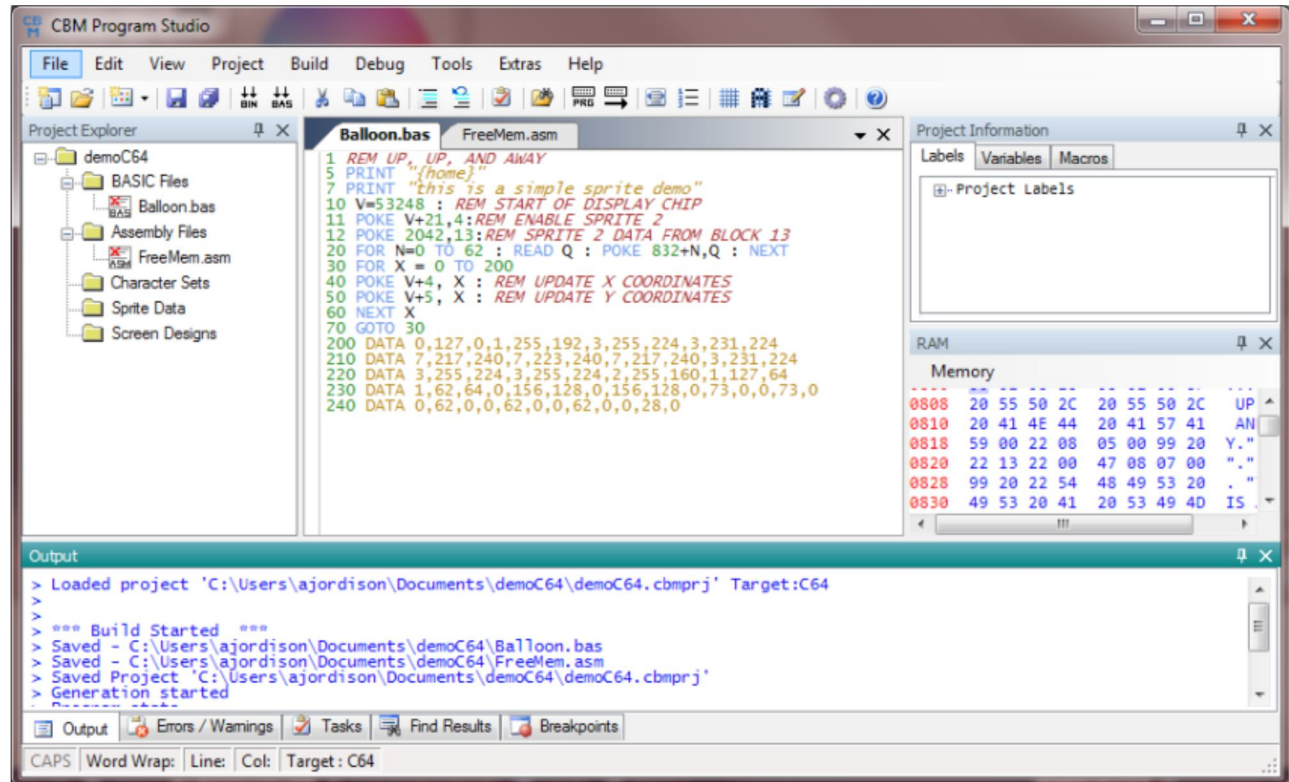 CBM Program Studio
File Edit View Project Build Debug Tools Extras Help
BIN BAS PRG
Project Explorer
demoC64
BASIC Files
Balloon.bas
Assembly Files
FreeMem.asm
Character Sets
Sprite Data
Screen Designs
Balloon.bas FreeMem.asm
1 REM UP, UP, AND AWAY
5 PRINT "{home}"
7 PRINT "this is a simple sprite demo"
10 V=53248 : REM START OF DISPLAY CHIP
11 POKE V+21,4:REM ENABLE SPRITE 2
12 POKE 2042,13:REM SPRITE 2 DATA FROM BLOCK 13
20 FOR N=0 TO 62 : READ Q : POKE 832+N,Q : NEXT
30 FOR X = 0 TO 200
40 POKE V+4, X : REM UPDATE X COORDINATES
50 POKE V+5, X : REM UPDATE Y COORDINATES
60 NEXT X
70 GOTO 30
200 DATA 0,127,0,1,255,192,3,255,224,3,231,224
210 DATA 7,217,240,7,223,240,7,217,240,3,231,224
220 DATA 3,255,224,3,255,224,2,255,160,1,127,64
230 DATA 1,62,64,0,156,128,0,156,128,0,73,0,0,73,0
240 DATA 0,62,0,0,62,0,0,62,0,0,28,0
Project Information
Labels Variables Macros
Project Labels
RAM
Memory
0808 20 55 50 2C 20 55 50 2C UP
0810 20 41 4E 44 20 41 57 41 AN
0818 59 00 22 08 05 00 99 20 Y."
0820 22 13 22 00 47 08 07 00 "."
0828 99 20 22 54 48 49 53 20 . "
0830 49 53 20 41 20 53 49 4D IS
Output
> Loaded project 'C:\Users\ajordison\Documents\demoC64\demoC64.cbmprj' Target:C64
>
>
> *** Build Started ***
> Saved - C:\Users\ajordison\Documents\demoC64\Balloon.bas
> Saved - C:\Users\ajordison\Documents\demoC64\FreeMem.asm
> Saved Project 'C:\Users\ajordison\Documents\demoC64\demoC64.cbmprj'
> Generation started
Output Errors / Warnings Tasks Find Results Breakpoints
CAPS Word Wrap: Line: Col: Target : C64